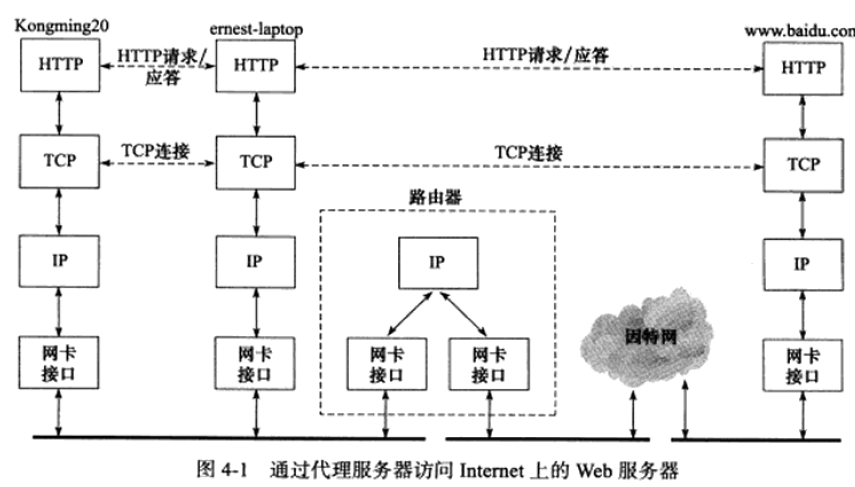 Kongming20
ernest-laptop
www.baidu.com
HTTP
HTTP请求/
应答
HTTP
HTTP请求/应答
HTTP
TCP
TCP连接
TCP
TCP连接
TCP
路由器
IP
IP
IP
IP
因特网
网卡
接口
网卡
接口
网卡
接口
网卡
接口
网卡
接口
图 4-1 通过代理服务器访问 Internet 上的 Web 服务器